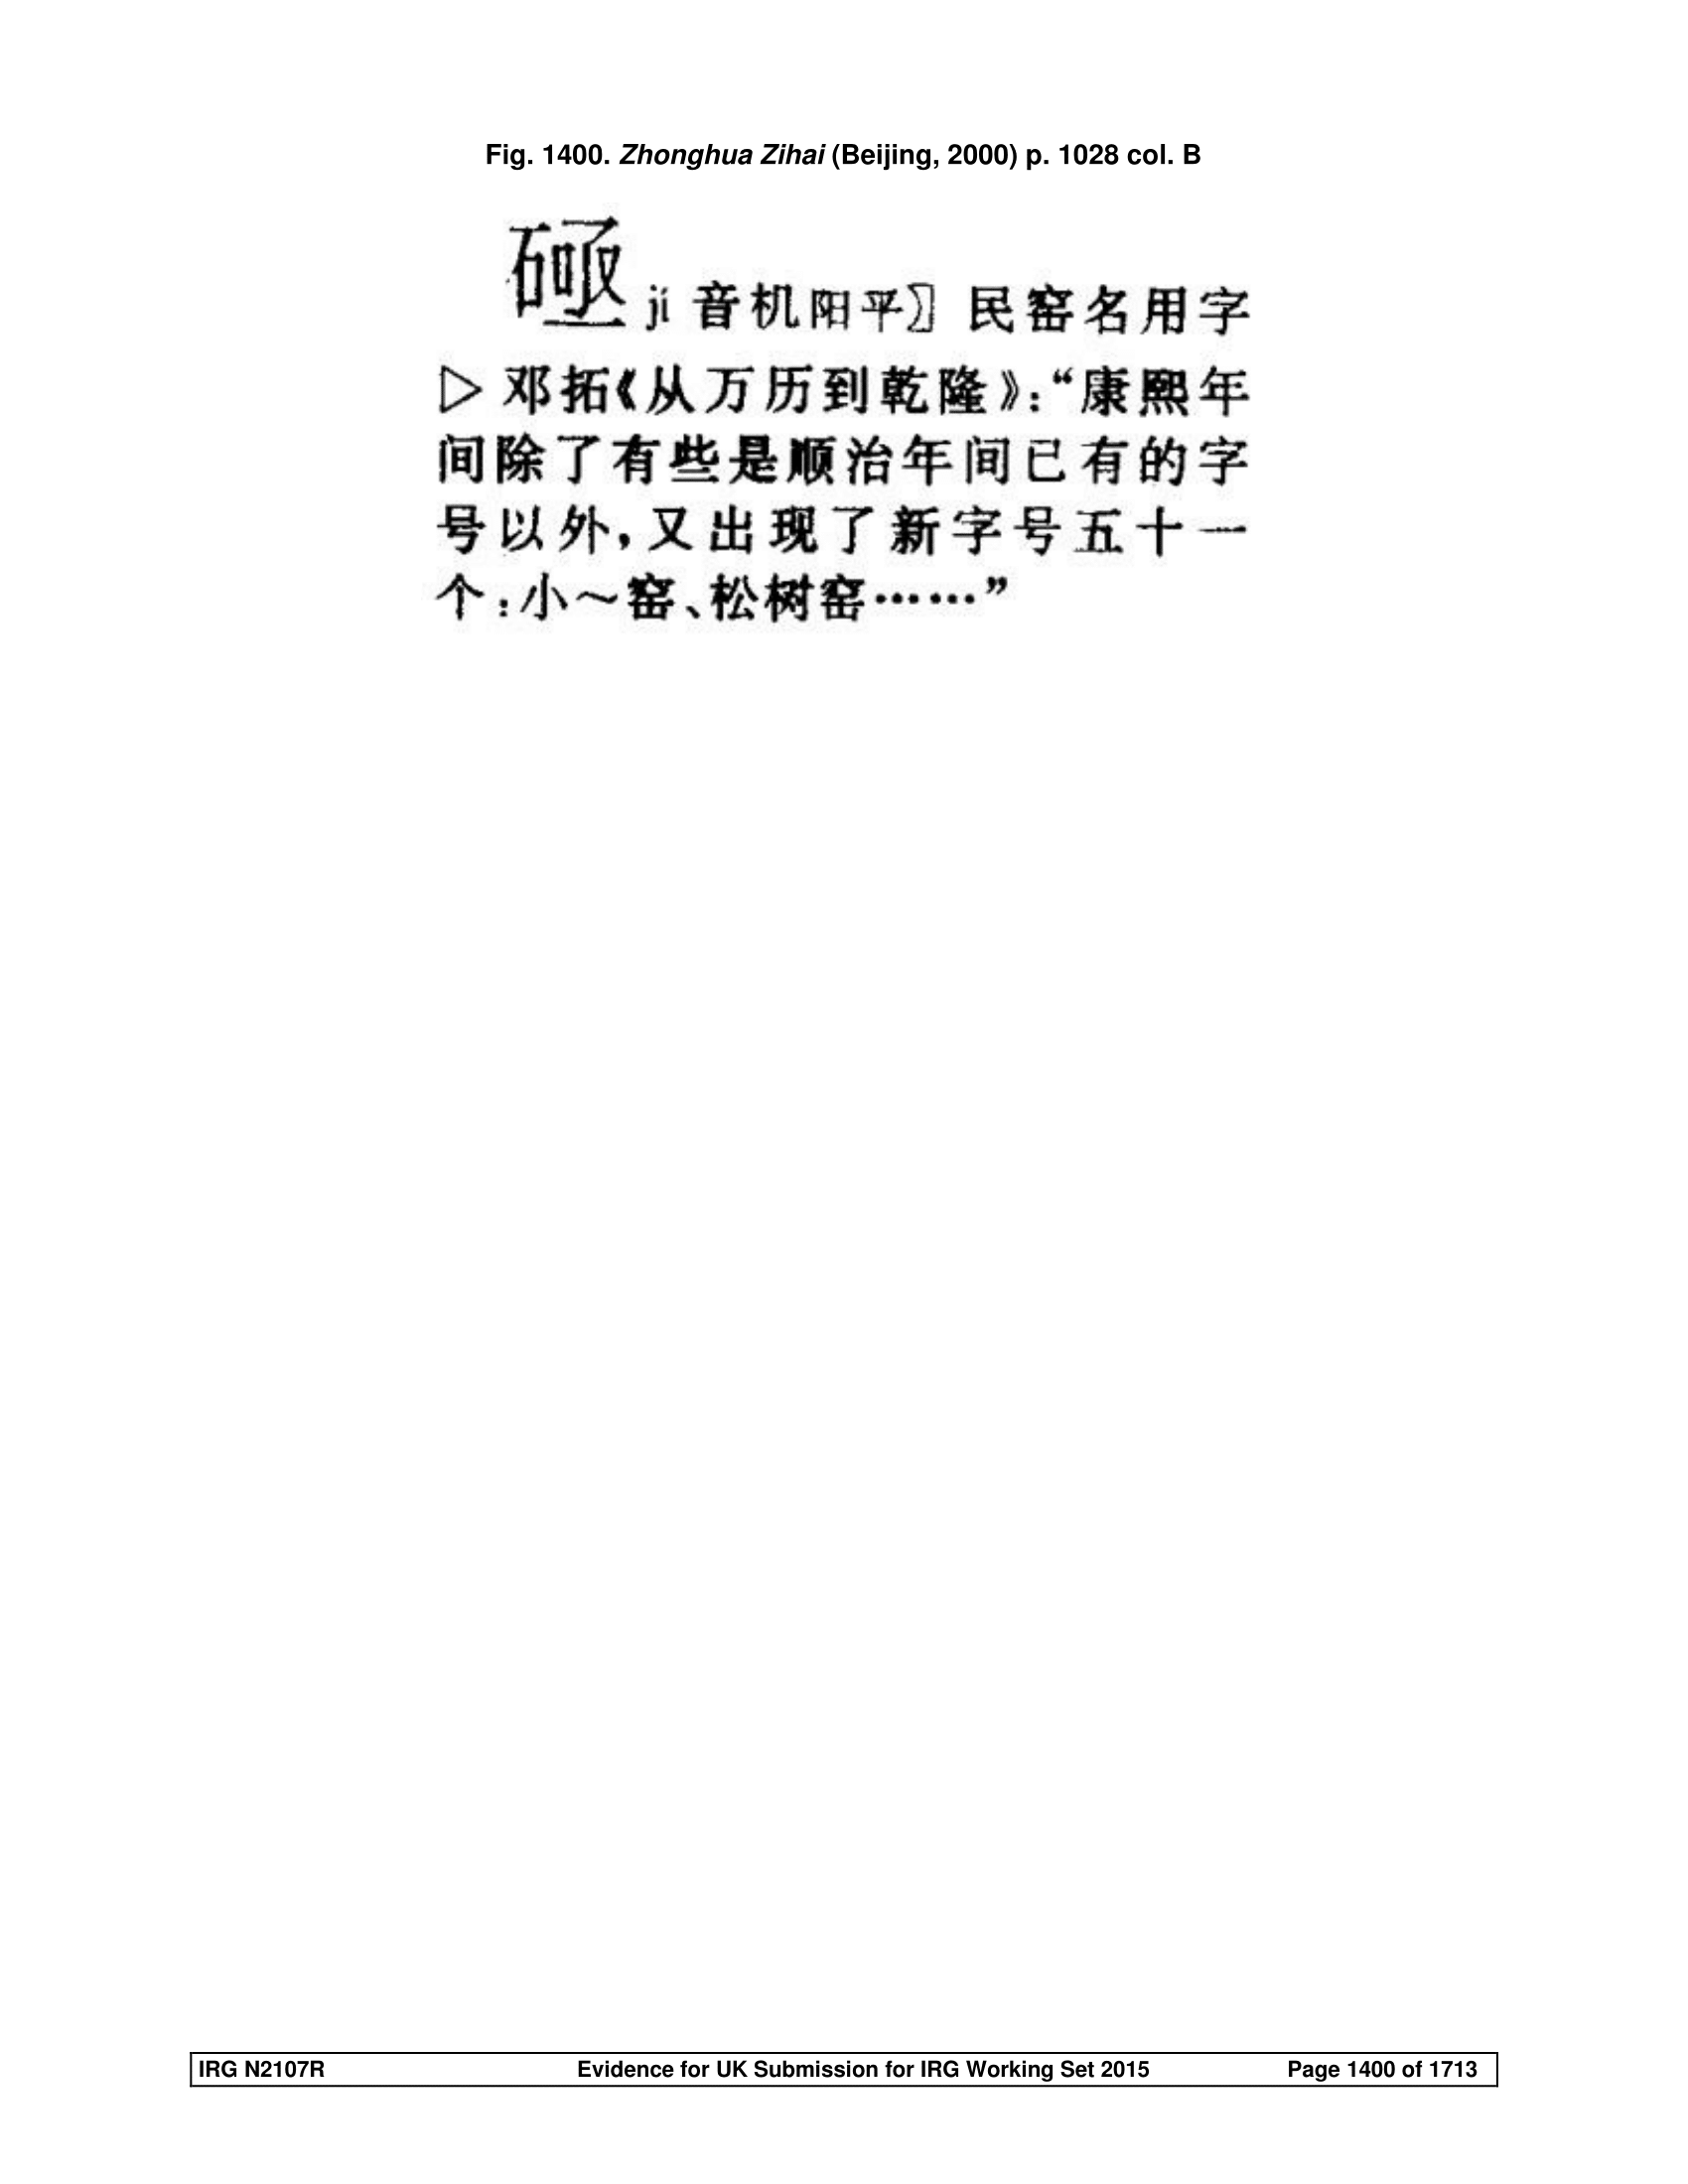 Fig. 1400. Zhonghua Zihai (Beijing, 2000) p. 1028 col. B
⿰石亟 jí 音机阳平〗民窑名用字
▷邓拓《从万历到乾隆》:“康熙年
间除了有些是顺治年间已有的字
号以外,又出现了新字号五十一
个:小～窑、松树窑……”
IRG N2107R Evidence for UK Submission for IRG Working Set 2015 Page 1400 of 1713